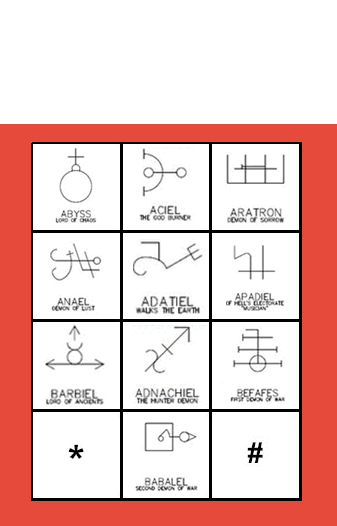 ABYSS
LORD OF CHAOS
ACIEL
THE GOD BURNER
ARATRON
DEMON OF SORROW
ANAEL
DEMON OF LUST
ADATIEL
WALKS THE EARTH
APADIEL
OF HELL'S ELECTORATE
"MUSICIAN"
BARBIEL
LORD OF ANCIENTS
ADNACHIEL
THE HUNTER DEMON
BEFAFES
FIRST DEMON OF WAR
*
BABALEL
SECOND DEMON OF WAR
#